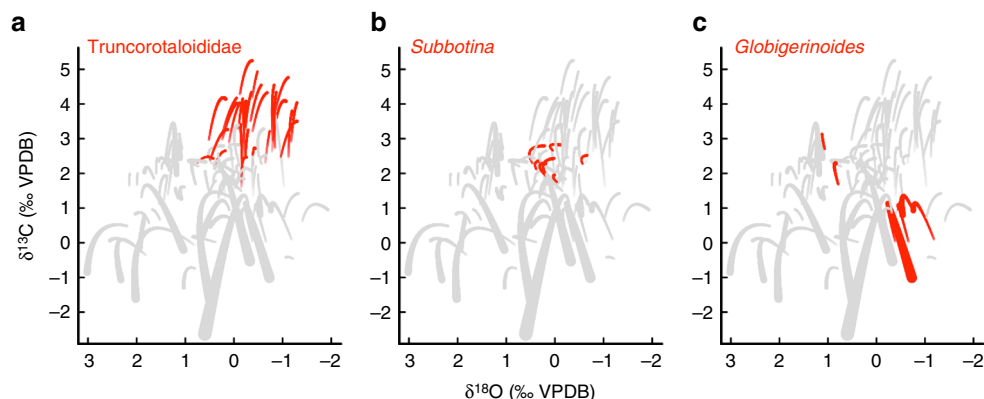 a
b
c
Truncorotaloididae
Subbotina
Globigerinoides
δ13C (‰ VPDB)
5
4
3
2
1
0
–1
–2
5
4
3
2
1
0
–1
–2
5
4
3
2
1
0
–1
–2
3 2 1 0 –1 –2
3 2 1 0 –1 –2
3 2 1 0 –1 –2
δ18O (‰ VPDB)